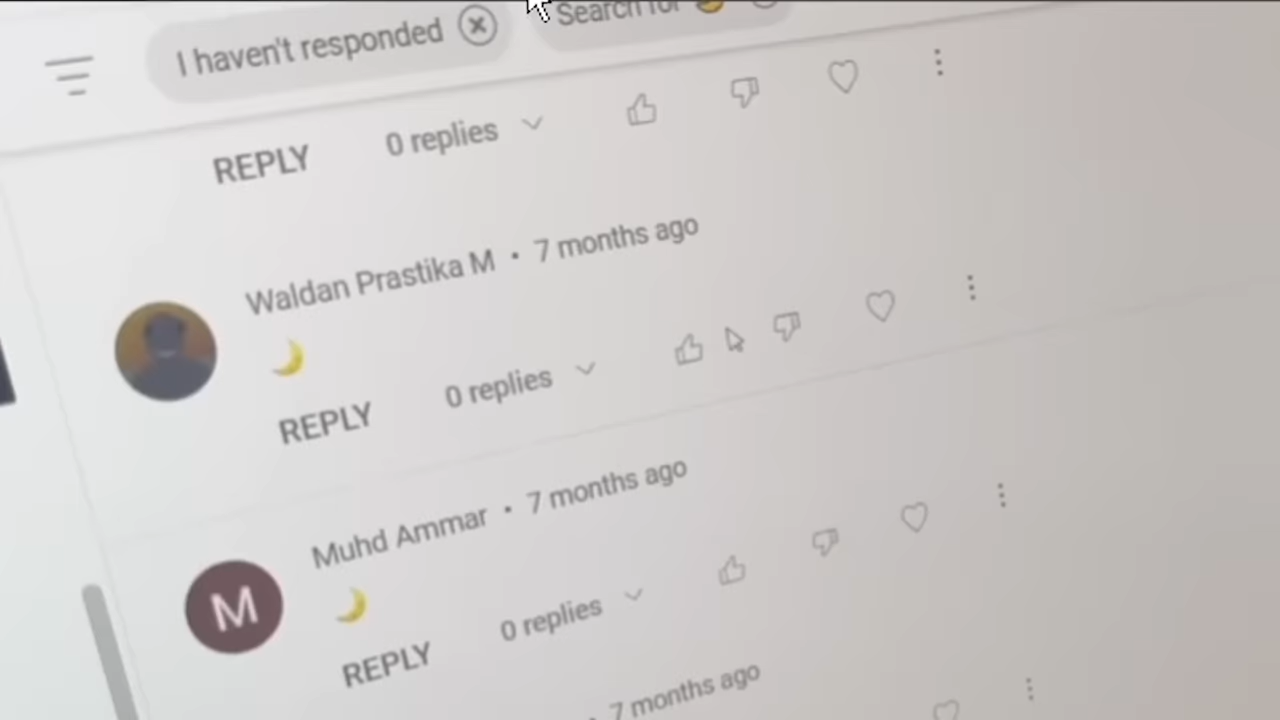 I haven't responded
Search for 🌙
REPLY 0 replies
Waldan Prastika M • 7 months ago
🌙
REPLY 0 replies
Muhd Ammar • 7 months ago
🌙
M
REPLY 0 replies
• 7 months ago